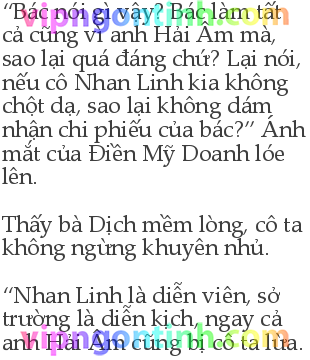 “Bác nói gì vậy? Bác làm tất
cả cũng vì anh Hải Âm mà,
sao lại quá đáng chứ? Lại nói,
nếu cô Nhan Linh kia không
chột dạ, sao lại không dám
nhận chi phiếu của bác?” Ánh
mắt của Điền Mỹ Doanh lóe
lên.
Thấy bà Dịch mềm lòng, cô ta
không ngừng khuyên nhủ.
“Nhan Linh là diễn viên, sở
trường là diễn kịch, ngay cả
anh Hải Âm cũng bị cô ta lừa.
vipngontinh.com
vipngontinh.com